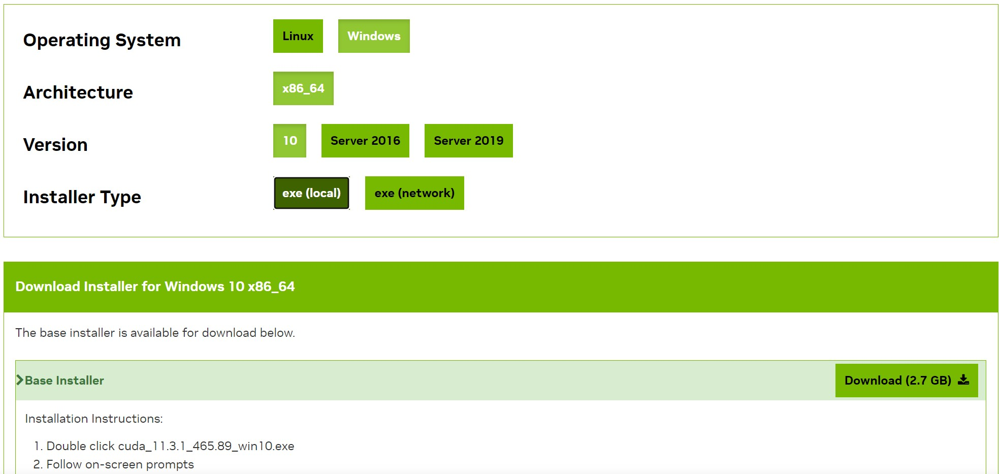 Operating System
Linux Windows
Architecture
x86_64
Version
10 Server 2016 Server 2019
Installer Type
exe (local) exe (network)
Download Installer for Windows 10 x86_64
The base installer is available for download below.
Base Installer
Download (2.7 GB)
Installation Instructions:
1. Double click cuda_11.3.1_465.89_win10.exe
2. Follow on-screen prompts